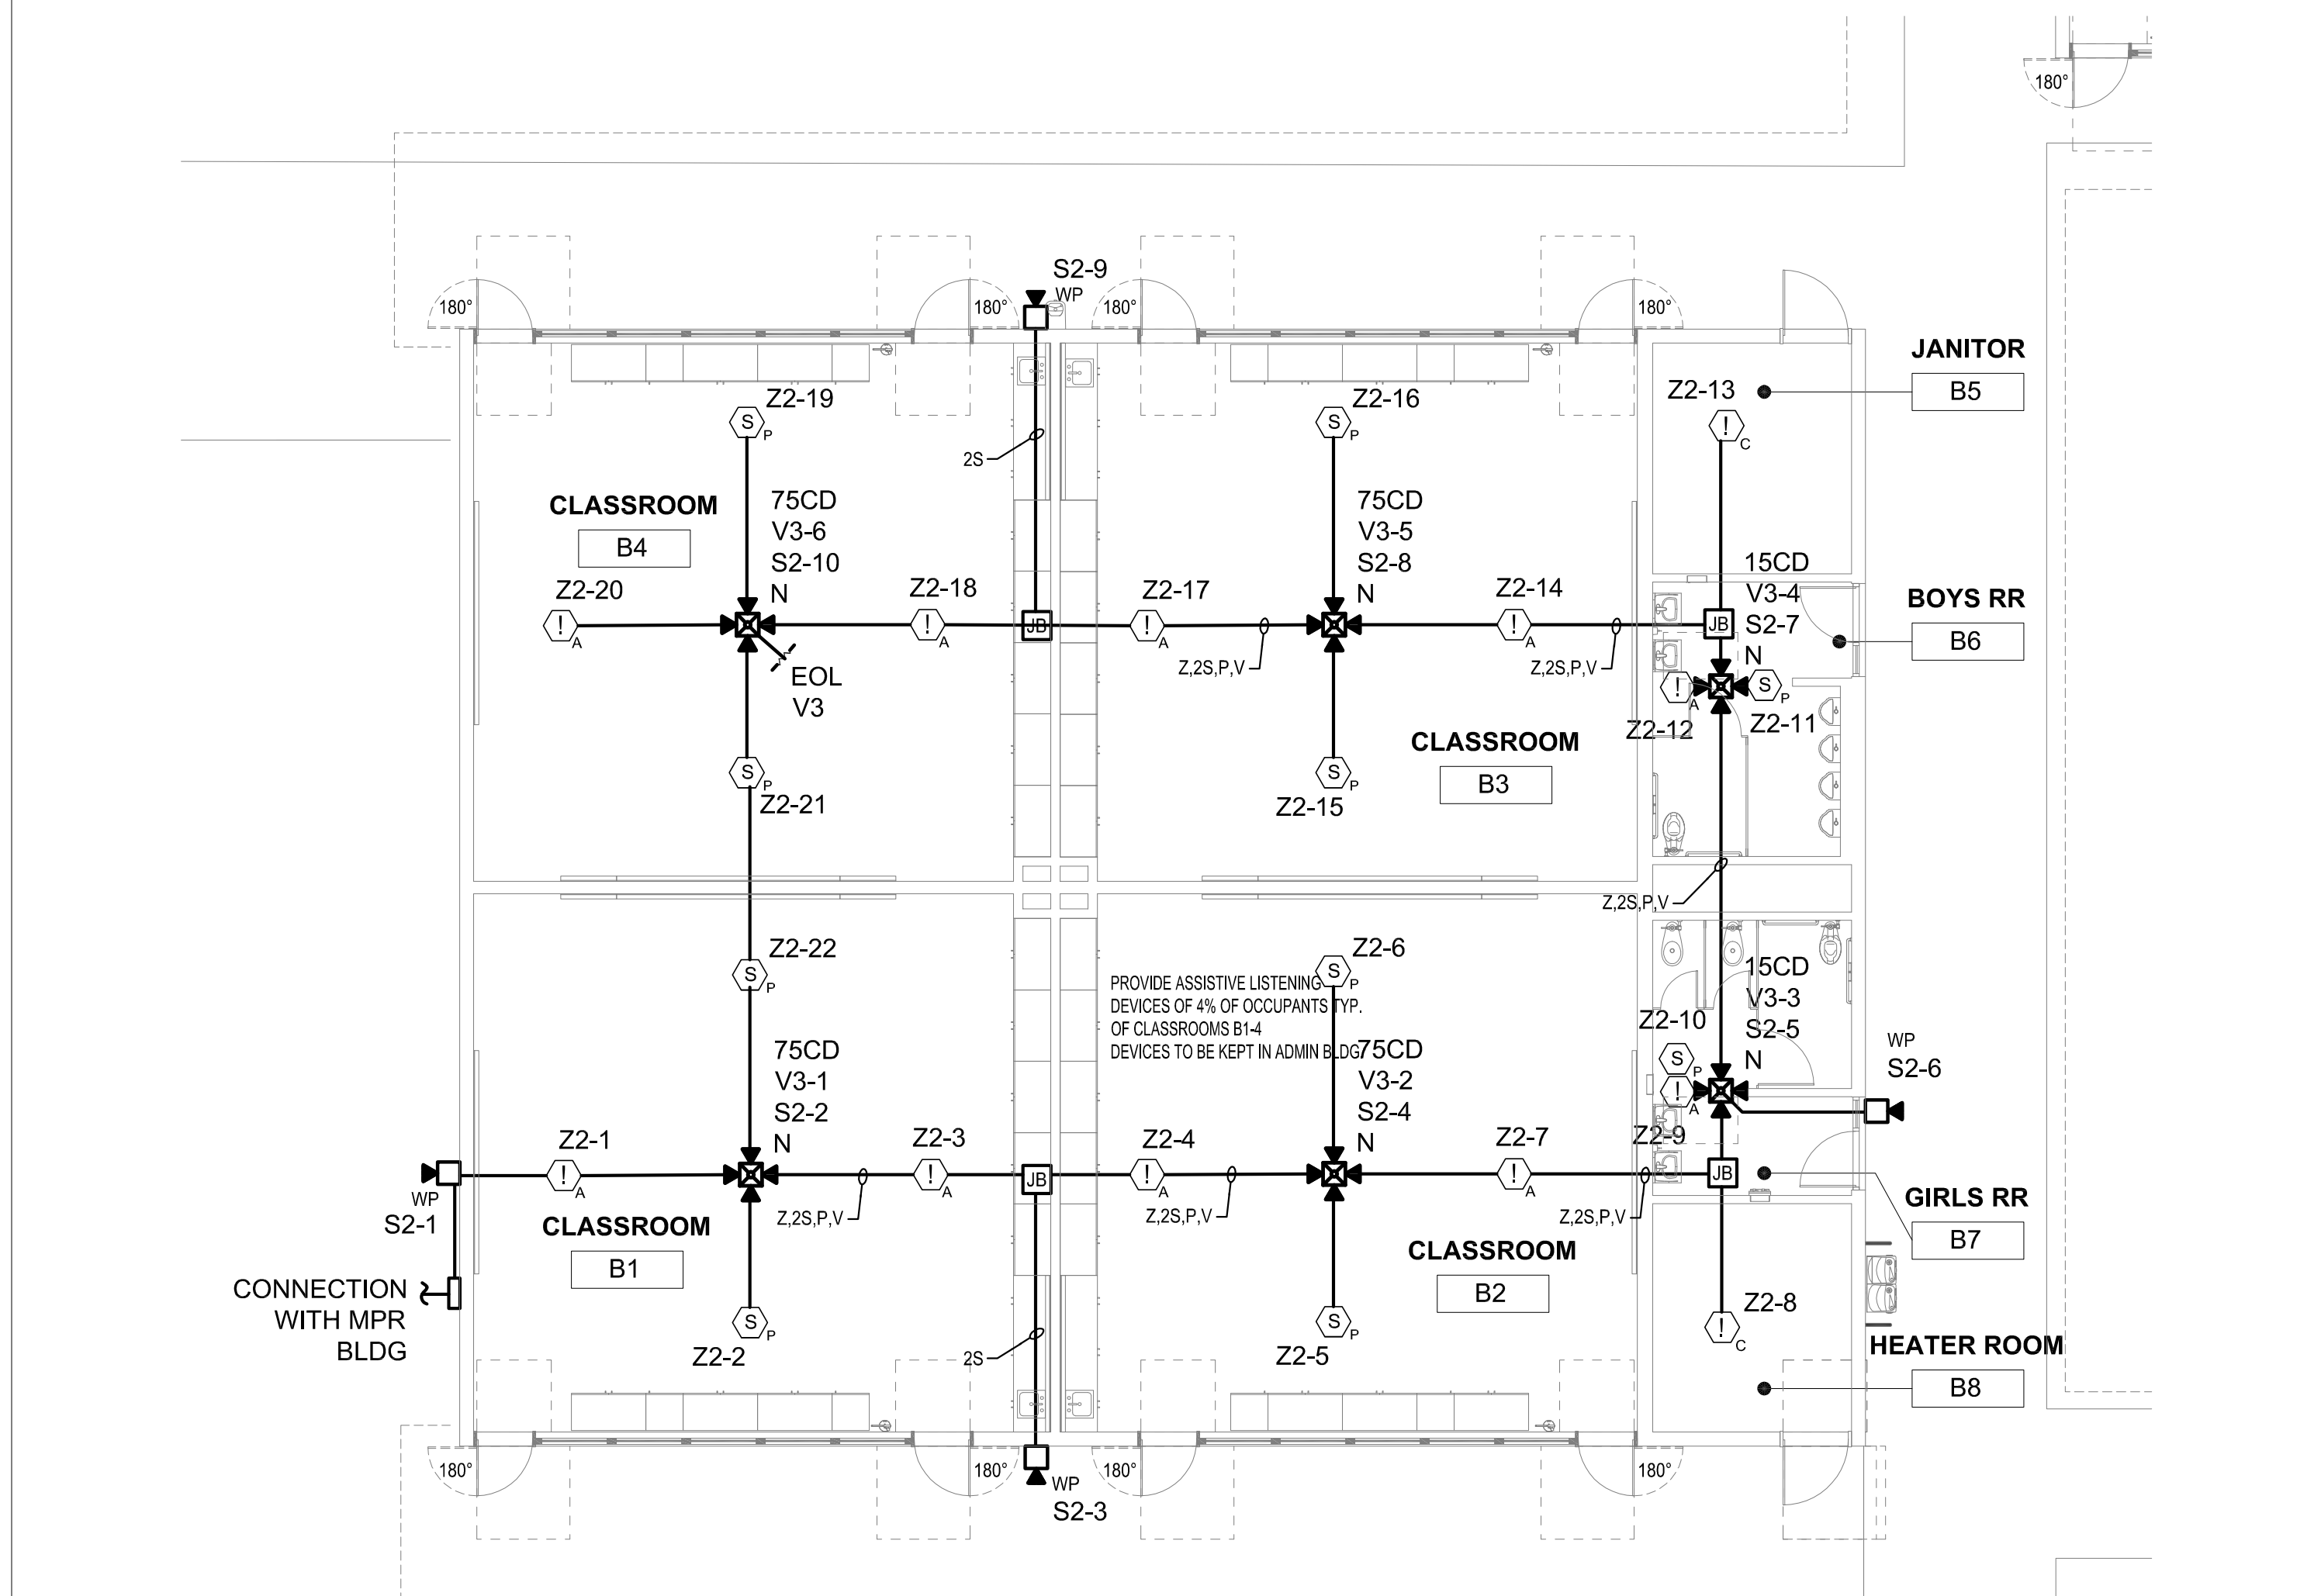 180°
S2-9
WP
180°
180°
180°
180°
JANITOR
B5
Z2-19
Z2-16
Z2-13
S
P
S
P
!
C
2S
CLASSROOM
B4
75CD
V3-6
S2-10
N
75CD
V3-5
S2-8
N
15CD
V3-4
S2-7
N
BOYS RR
B6
Z2-20
Z2-18
Z2-17
Z2-14
!
A
!
A
JB
!
A
!
A
JB
Z,2S,P,V
Z,2S,P,V
EOL
V3
!
A
S
P
Z2-12
Z2-11
CLASSROOM
B3
S
P
Z2-21
S
P
Z2-15
Z,2S,P,V
Z2-22
S
P
Z2-6
S
P
PROVIDE ASSISTIVE LISTENING
DEVICES OF 4% OF OCCUPANTS TYP.
OF CLASSROOMS B1-4
DEVICES TO BE KEPT IN ADMIN BLDG.
15CD
V3-3
S2-5
N
Z2-10
S
P
!
A
Z2-9
WP
S2-6
75CD
V3-1
S2-2
N
75CD
V3-2
S2-4
N
Z2-1
Z2-3
Z2-4
Z2-7
!
A
!
A
JB
!
A
!
A
JB
WP
S2-1
Z,2S,P,V
Z,2S,P,V
Z,2S,P,V
CLASSROOM
B1
CLASSROOM
B2
GIRLS RR
B7
CONNECTION
WITH MPR
BLDG
S
P
Z2-2
2S
S
P
Z2-5
Z2-8
!
C
HEATER ROOM
B8
180°
180°
180°
180°
WP
S2-3